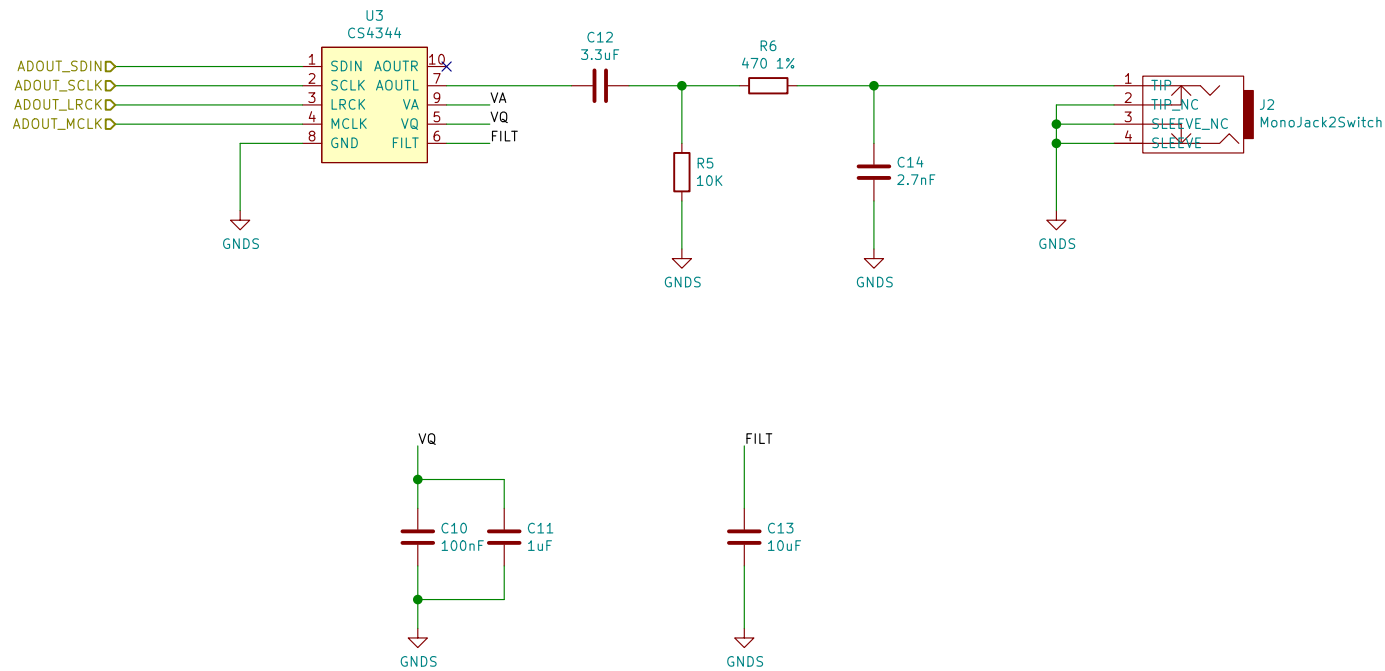 U3
CS4344
ADOUT_SDIN
ADOUT_SCLK
ADOUT_LRCK
ADOUT_MCLK
1 SDIN AOUTR 10
2 SCLK AOUTL 7
3 LRCK VA 9 VA
4 MCLK VQ 5 VQ
8 GND FILT 6 FILT
GNDS
C12
3.3uF
R6
470 1%
R5
10K
GNDS
C14
2.7nF
GNDS
1 TIP
2 TIP_NC
3 SLEEVE_NC
4 SLEEVE
J2
MonoJack2Switch
GNDS
VQ
C10
100nF
C11
1uF
GNDS
FILT
C13
10uF
GNDS